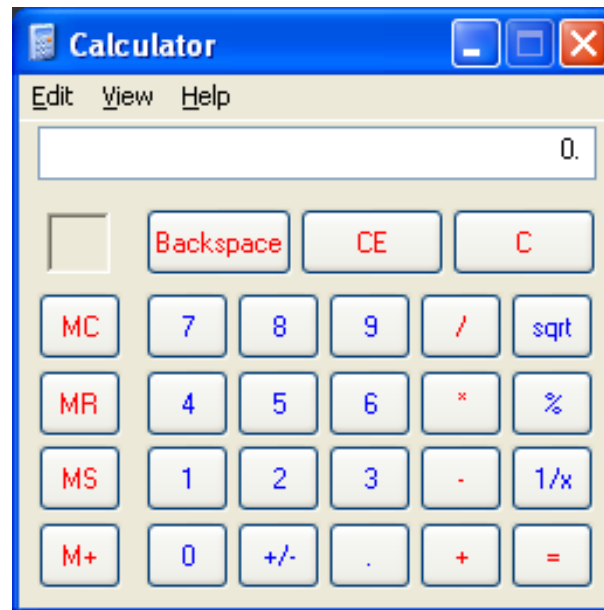 Calculator
Edit View Help
0.
Backspace CE C
MC 7 8 9 / sqrt
MR 4 5 6 * %
MS 1 2 3 - 1/x
M+ 0 +/- . + =